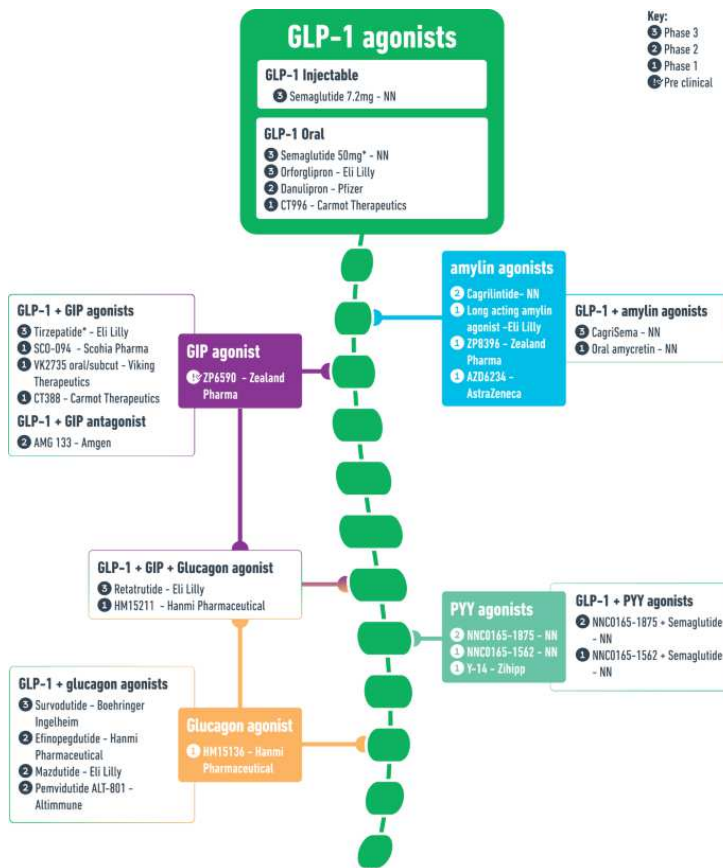 GLP-1 agonists
GLP-1 Injectable
3 Semaglutide 7.2mg - NN
GLP-1 Oral
3 Semaglutide 50mg* - NN
3 Orforglipron - Eli Lilly
2 Danulipron - Pfizer
1 CT996 - Carmot Therapeutics
Key:
3 Phase 3
2 Phase 2
1 Phase 1
Pre clinical
amylin agonists
2 Cagrilintide- NN
1 Long acting amylin
agonist -Eli Lilly
1 ZP8396 - Zealand
Pharma
1 AZD6234 -
AstraZeneca
GLP-1 + amylin agonists
3 CagriSema - NN
1 Oral amycretin - NN
GLP-1 + GIP agonists
3 Tirzepatide* - Eli Lilly
1 SCO-094 - Scohia Pharma
1 VK2735 oral/subcut - Viking
Therapeutics
1 CT388 - Carmot Therapeutics
GLP-1 + GIP antagonist
2 AMG 133 - Amgen
GIP agonist
ZP6590 - Zealand
Pharma
GLP-1 + GIP + Glucagon agonist
3 Retatrutide - Eli Lilly
1 HM15211 - Hanmi Pharmaceutical
PYY agonists
2 NNC0165-1875 - NN
1 NNC0165-1562 - NN
1 Y-14 - Zihipp
GLP-1 + PYY agonists
2 NNC0165-1875 + Semaglutide
- NN
1 NNC0165-1562 + Semaglutide
- NN
GLP-1 + glucagon agonists
3 Survodutide - Boehringer
Ingelheim
2 Efinopegdutide - Hanmi
Pharmaceutical
2 Mazdutide - Eli Lilly
2 Pemvidutide ALT-801 -
Altimmune
Glucagon agonist
1 HM15136 - Hanmi
Pharmaceutical